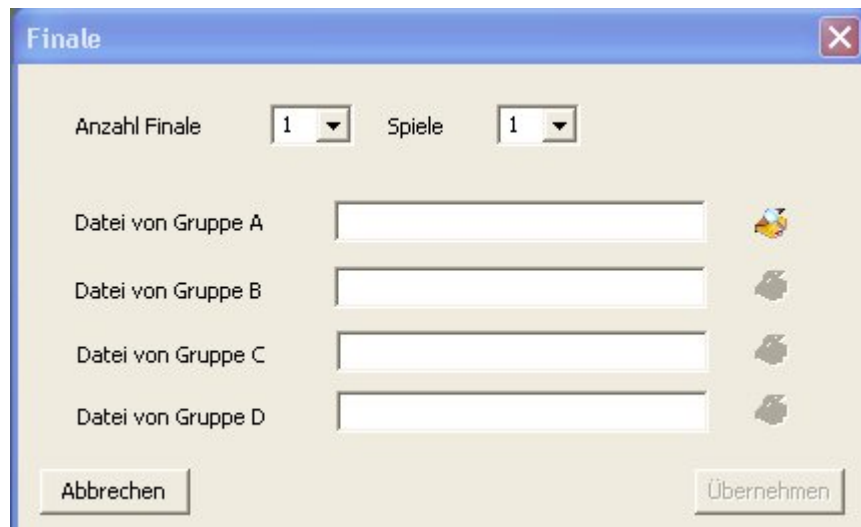 Finale
Anzahl Finale 1 Spiele 1
Datei von Gruppe A
Datei von Gruppe B
Datei von Gruppe C
Datei von Gruppe D
Abbrechen Übernehmen